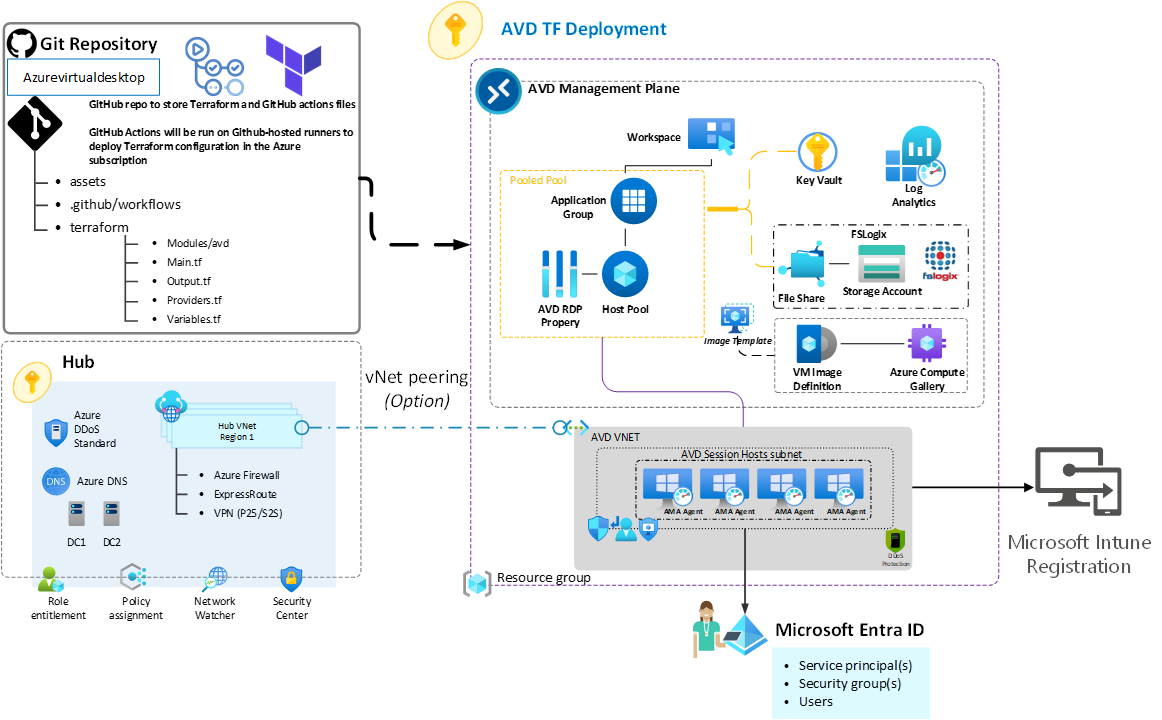 Git Repository
Azurevirtualdesktop
GitHub repo to store Terraform and GitHub actions files
GitHub Actions will be run on Github-hosted runners to
deploy Terraform configuration in the Azure
subscription
• assets
• .github/workflows
• terraform
• Modules/avd
• Main.tf
• Output.tf
• Providers.tf
• Variables.tf
Hub
Azure
DDoS
Standard
DNS
Azure DNS
DC1
DC2
Hub VNet
Region 1
• Azure Firewall
• ExpressRoute
• VPN (P2S/S2S)
Role
entitlement
Policy
assignment
Network
Watcher
Security
Center
vNet peering
(Option)
AVD TF Deployment
AVD Management Plane
Workspace
Pooled Pool
Application
Group
AVD RDP
Propery
Host Pool
Key Vault
Log
Analytics
FSLogix
File Share
Storage Account
fslogix
Image Template
VM Image
Definition
Azure Compute
Gallery
AVD VNET
AVD Session Hosts subnet
AMA Agent
AMA Agent
AMA Agent
AMA Agent
DDoS
Protection
Resource group
Microsoft Intune
Registration
Microsoft Entra ID
• Service principal(s)
• Security group(s)
• Users